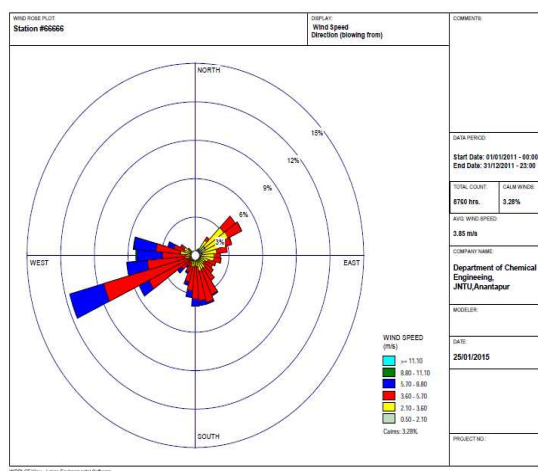 WIND ROSE PLOT:
Station #66666
DISPLAY:
Wind Speed
Direction (blowing from)
COMMENTS:
NORTH
15%
12%
9%
6%
3%
WEST
EAST
SOUTH
WIND SPEED
(m/s)
>= 11.10
8.80 - 11.10
5.70 - 8.80
3.60 - 5.70
2.10 - 3.60
0.50 - 2.10
Calms: 3.28%
DATA PERIOD:
Start Date: 01/01/2011 - 00:00
End Date: 31/12/2011 - 23:00
TOTAL COUNT:
8760 hrs.
CALM WINDS:
3.28%
AVG. WIND SPEED:
3.85 m/s
COMPANY NAME:
Department of Chemical
Engineeing,
JNTU,Anantapur
MODELER:
DATE:
25/01/2015
PROJECT NO.: